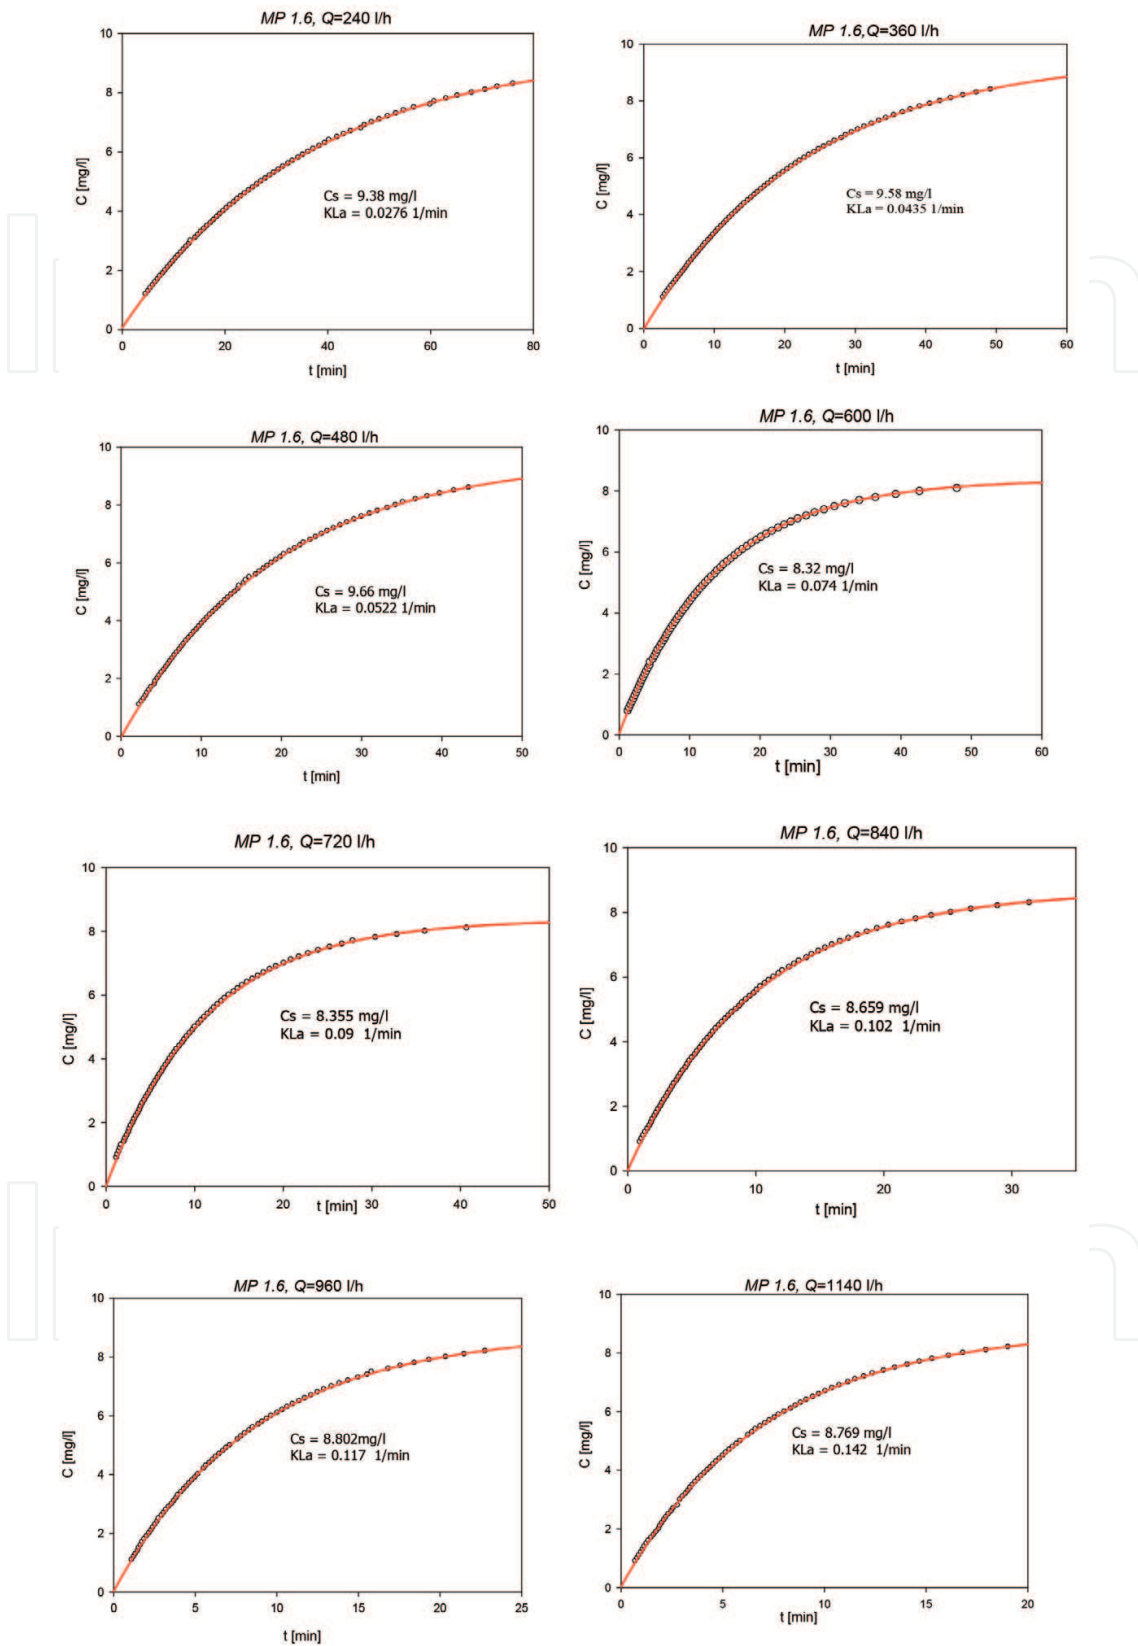 MP 1.6, Q=240 l/h
10
8
6
4
2
0
C [mg/l]
Cs = 9.38 mg/l
KLa = 0.0276 1/min
0 20 40 60 80
t [min]
MP 1.6,Q=360 l/h
10
8
6
4
2
0
C [mg/l]
Cs = 9.58 mg/l
KLa = 0.0435 1/min
0 10 20 30 40 50 60
t [min]
MP 1.6, Q=480 l/h
10
8
6
4
2
0
C [mg/l]
Cs = 9.66 mg/l
KLa = 0.0522 1/min
0 10 20 30 40 50
t [min]
MP 1.6, Q=600 l/h
10
8
6
4
2
0
C [mg/l]
Cs = 8.32 mg/l
KLa = 0.074 1/min
0 10 20 30 40 50 60
t [min]
MP 1.6, Q=720 l/h
10
8
6
4
2
0
C [mg/l]
Cs = 8.355 mg/l
KLa = 0.09 1/min
0 10 20 30 40 50
t [min]
MP 1.6, Q=840 l/h
10
8
6
4
2
0
C [mg/l]
Cs = 8.659 mg/l
KLa = 0.102 1/min
0 10 20 30
t [min]
MP 1.6, Q=960 l/h
10
8
6
4
2
0
C [mg/l]
Cs = 8.802mg/l
KLa = 0.117 1/min
0 5 10 15 20 25
t [min]
MP 1.6, Q=1140 l/h
10
8
6
4
2
0
C [mg/l]
Cs = 8.769 mg/l
KLa = 0.142 1/min
0 5 10 15 20
t [min]